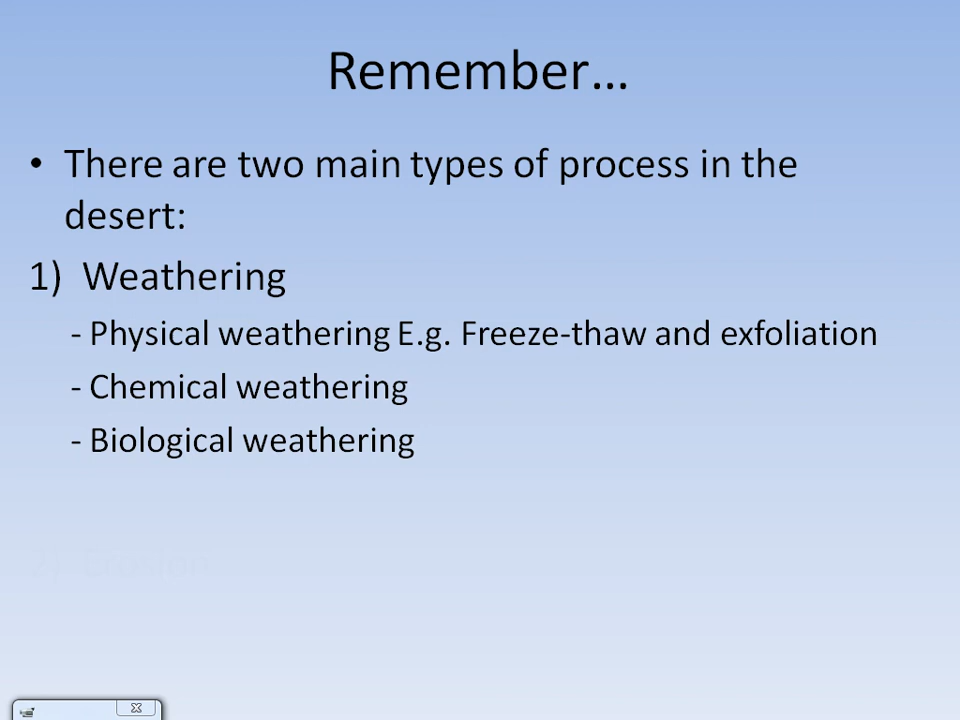 Remember...
• There are two main types of process in the
desert:
1) Weathering
- Physical weathering E.g. Freeze-thaw and exfoliation
- Chemical weathering
- Biological weathering